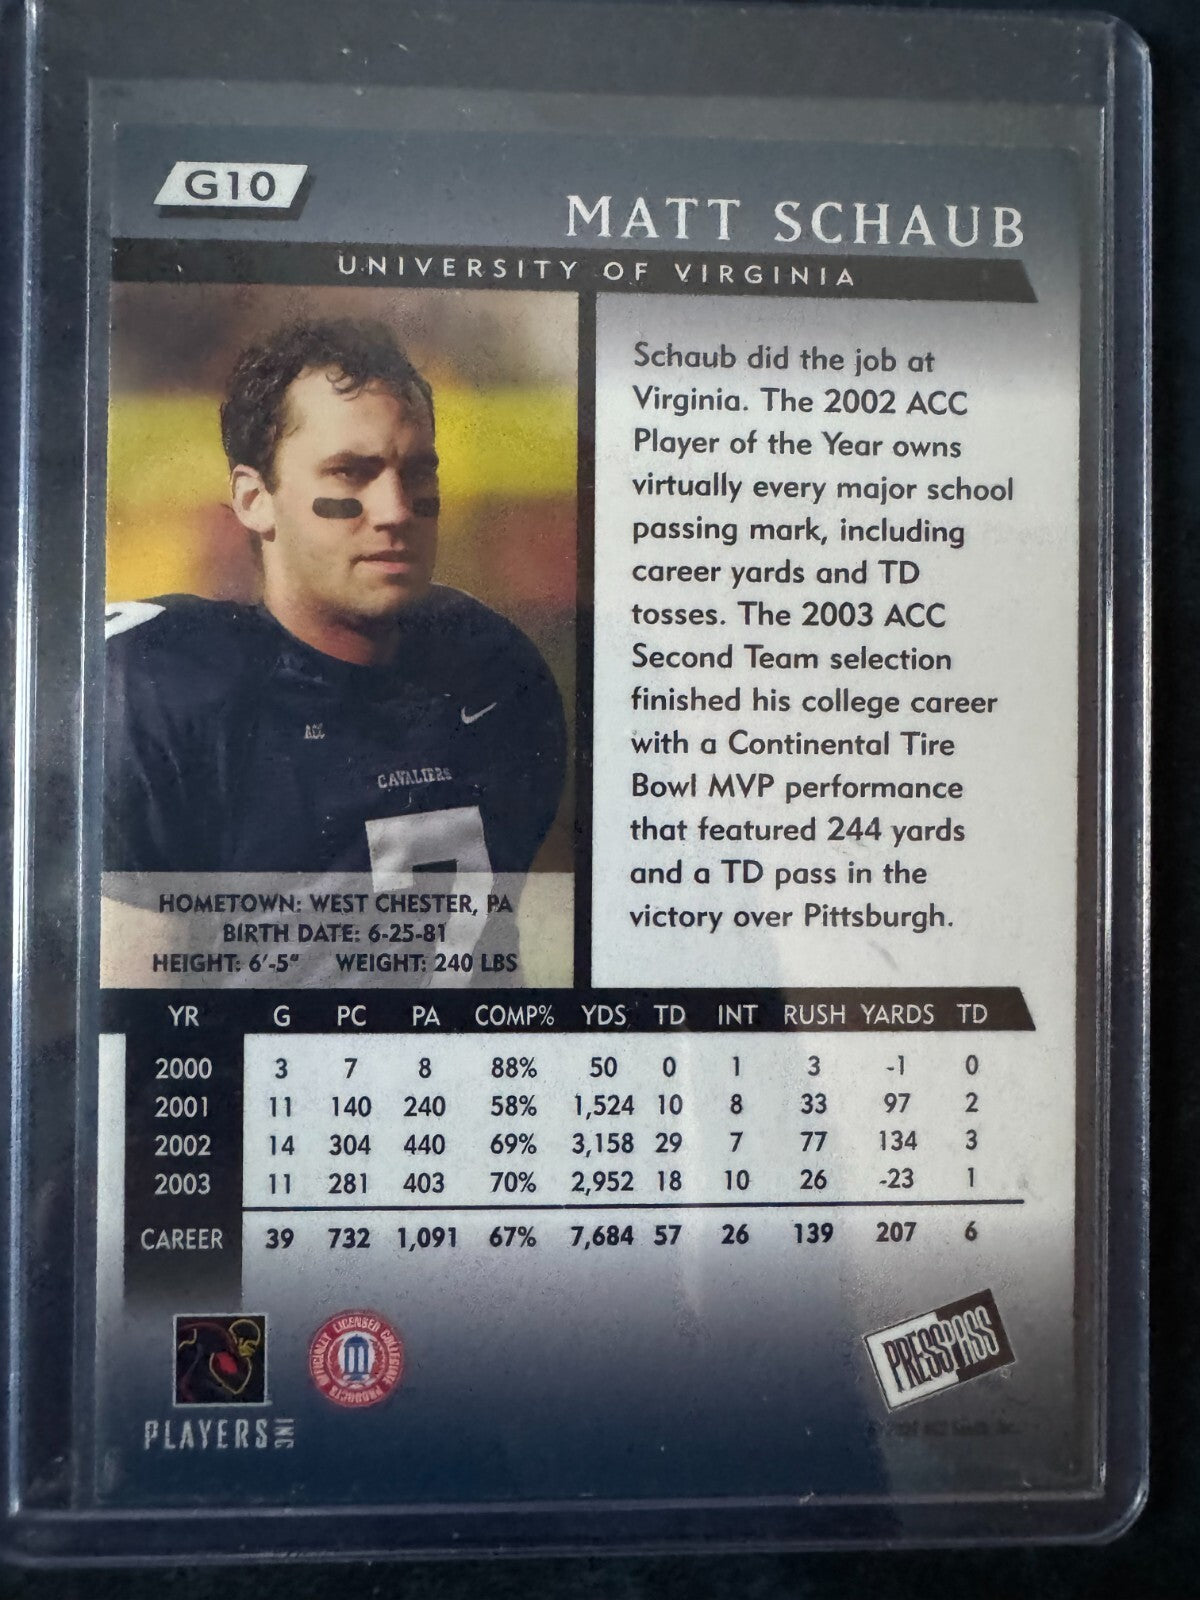 G10
MATT SCHAUB
UNIVERSITY OF VIRGINIA
Schaub did the job at
Virginia. The 2002 ACC
Player of the Year owns
virtually every major school
passing mark, including
career yards and TD
tosses. The 2003 ACC
Second Team selection
finished his college career
with a Continental Tire
Bowl MVP performance
that featured 244 yards
and a TD pass in the
victory over Pittsburgh.
ACC
CAVALIERS
7
HOMETOWN: WEST CHESTER, PA
BIRTH DATE: 6-25-81
HEIGHT: 6'-5" WEIGHT: 240 LBS
YR G PC PA COMP% YDS TD INT RUSH YARDS TD
2000 3 7 8 88% 50 0 1 3 -1 0
2001 11 140 240 58% 1,524 10 8 33 97 2
2002 14 304 440 69% 3,158 29 7 77 134 3
2003 11 281 403 70% 2,952 18 10 26 -23 1
CAREER 39 732 1,091 67% 7,684 57 26 139 207 6
PLAYERS INC
OFFICIALLY LICENSED COLLEGIATE PRODUCTS
PRESS PASS